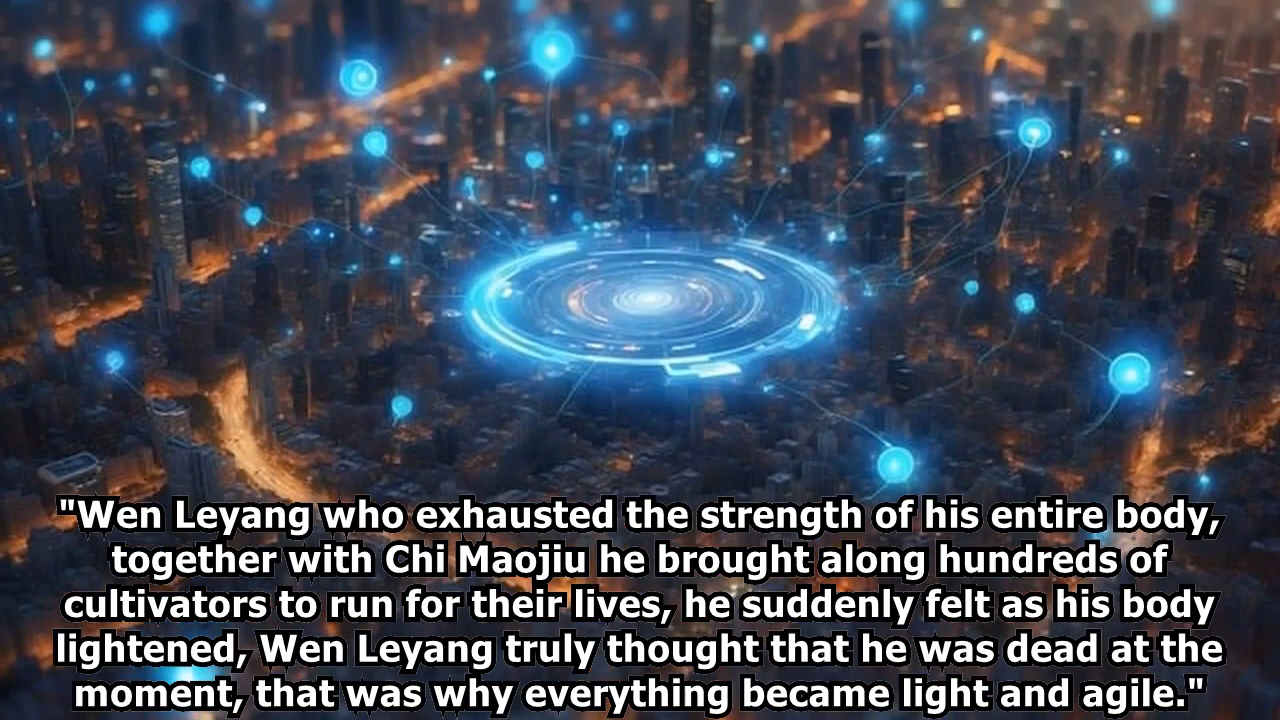 "Wen Leyang who exhausted the strength of his entire body,
together with Chi Maojiu he brought along hundreds of
cultivators to run for their lives, he suddenly felt as his body
lightened, Wen Leyang truly thought that he was dead at the
moment, that was why everything became light and agile."